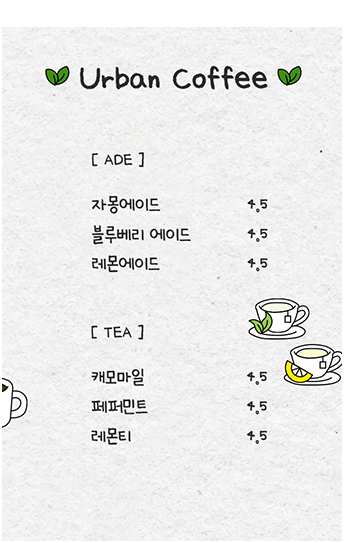 Urban Coffee
[ ADE ]
자몽에이드 4.5
블루베리 에이드 4.5
레몬에이드 4.5
[ TEA ]
캐모마일 4.5
페퍼민트 4.5
레몬티 4.5